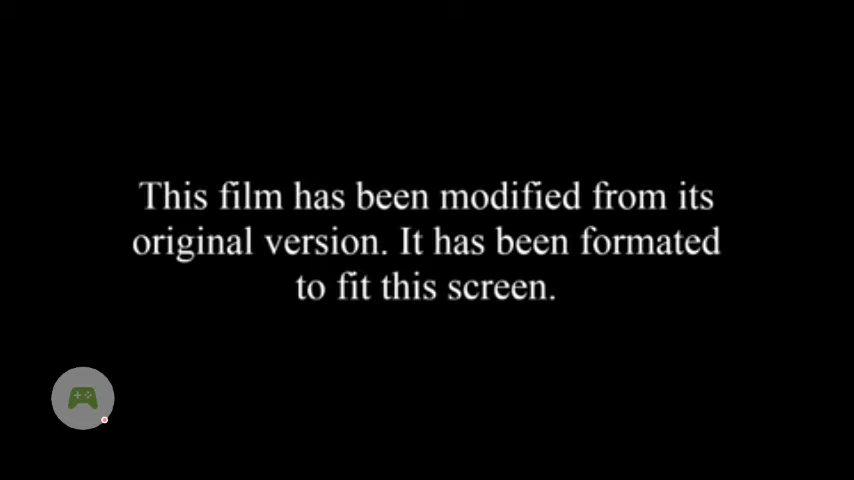 This film has been modified from its
original version. It has been formated
to fit this screen.